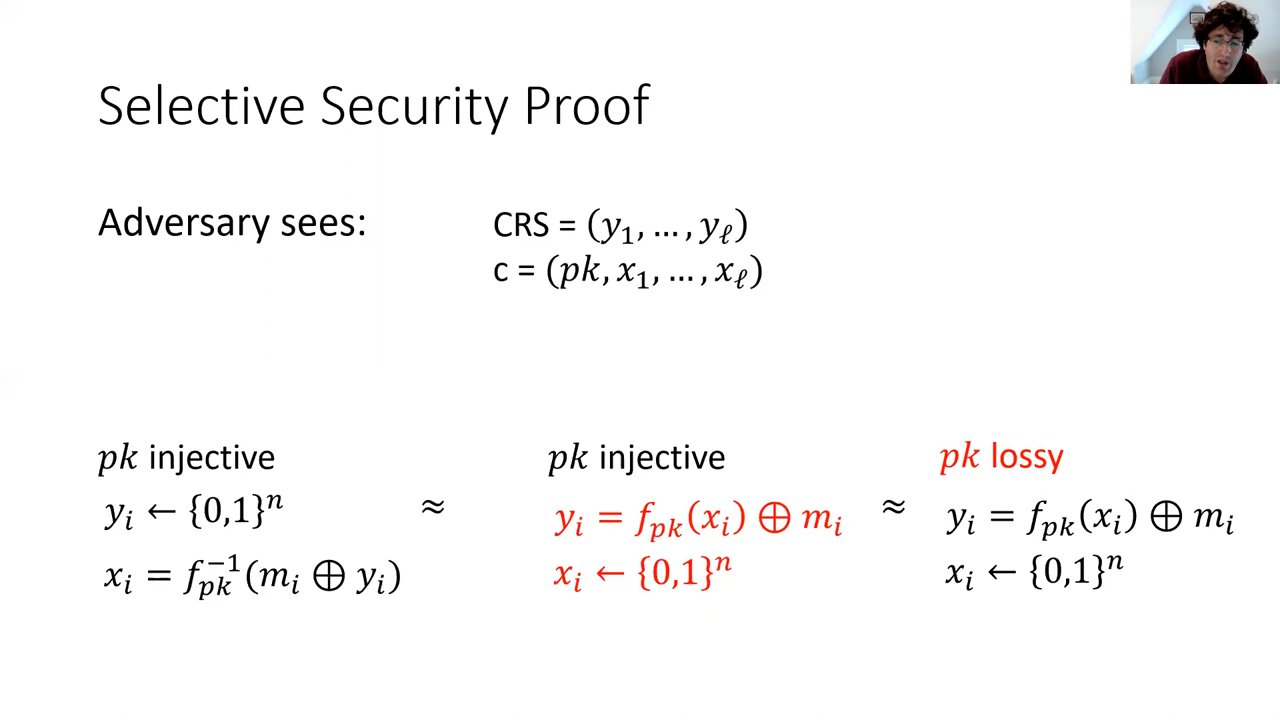 Selective Security Proof
Adversary sees:
CRS = (y₁, … , y_ℓ)
c = (pk, x₁, … , x_ℓ)
pk injective
y_i ← {0,1}ⁿ
x_i = f_pk⁻¹(m_i ⊕ y_i)
≈
pk injective
y_i = f_pk(x_i) ⊕ m_i
x_i ← {0,1}ⁿ
≈
pk lossy
y_i = f_pk(x_i) ⊕ m_i
x_i ← {0,1}ⁿ